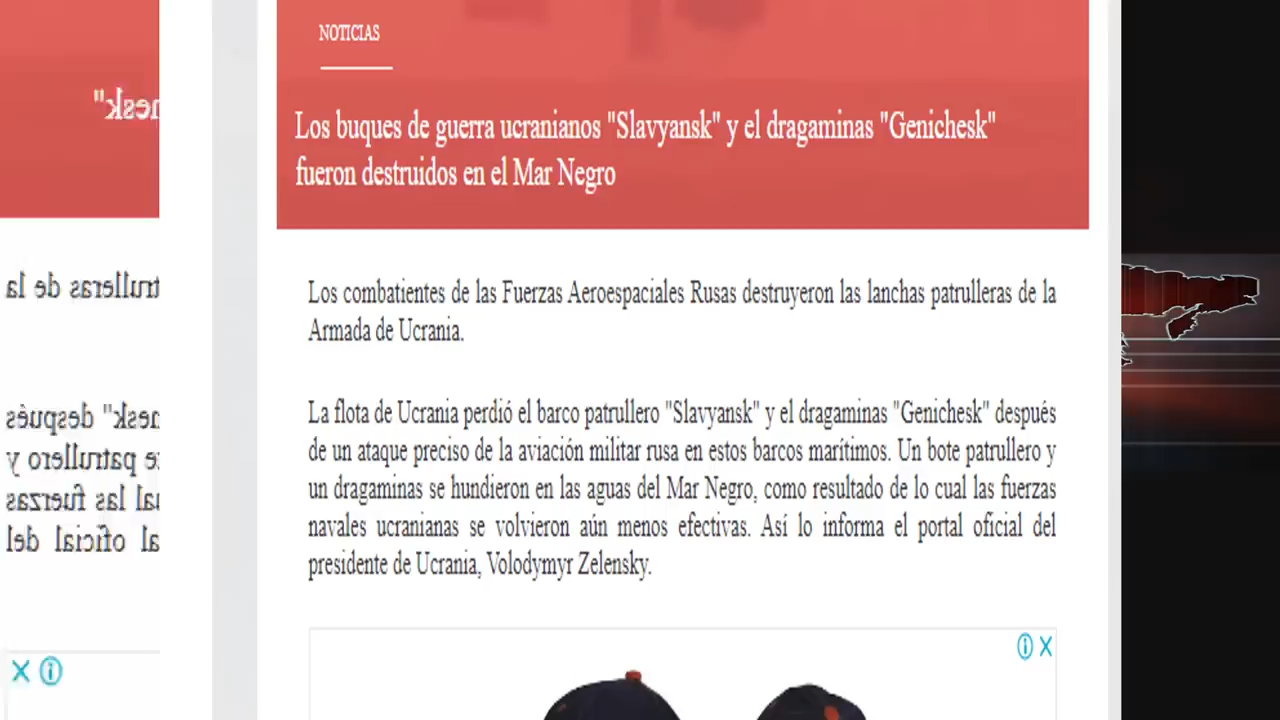 NOTICIAS
Los buques de guerra ucranianos "Slavyansk" y el dragaminas "Genichesk"
fueron destruidos en el Mar Negro
Los combatientes de las Fuerzas Aeroespaciales Rusas destruyeron las lanchas patrulleras de la
Armada de Ucrania.
La flota de Ucrania perdió el barco patrullero "Slavyansk" y el dragaminas "Genichesk" después
de un ataque preciso de la aviación militar rusa en estos barcos marítimos. Un bote patrullero y
un dragaminas se hundieron en las aguas del Mar Negro, como resultado de lo cual las fuerzas
navales ucranianas se volvieron aún menos efectivas. Así lo informa el portal oficial del
presidente de Ucrania, Volodymyr Zelensky.